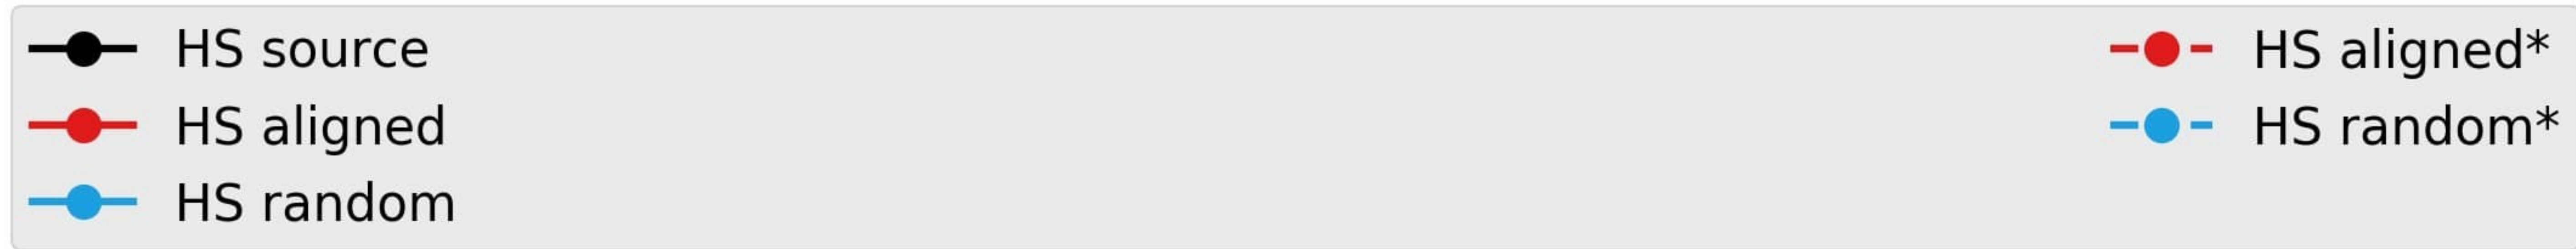 HS source
HS aligned
HS random
HS aligned*
HS random*